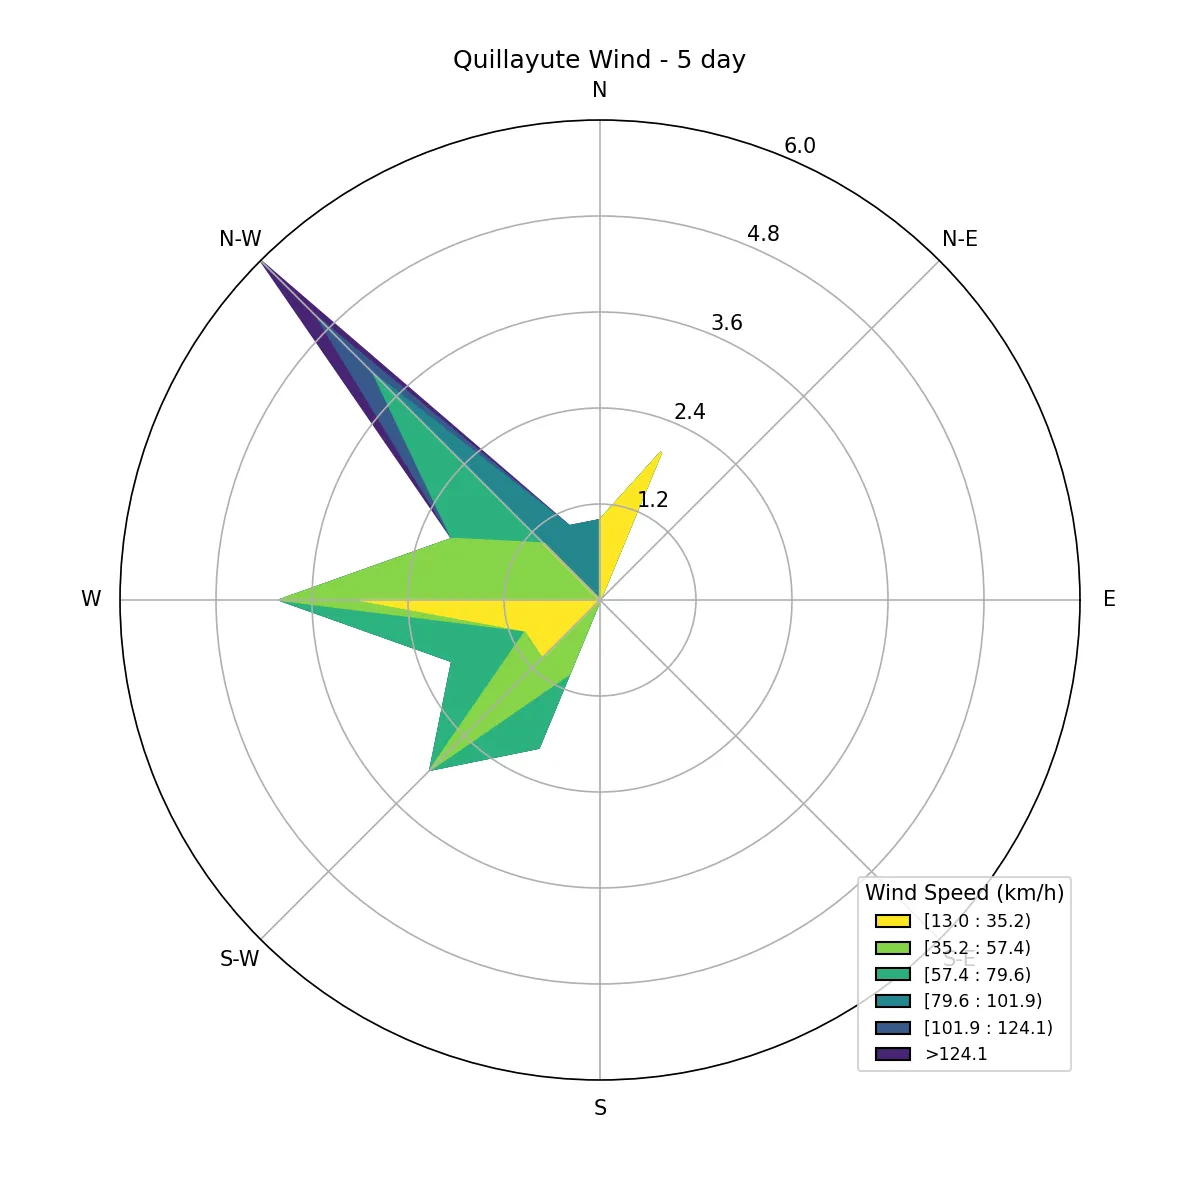 Quillayute Wind - 5 day
N
6.0
N-W
N-E
4.8
3.6
2.4
1.2
W
E
S-W
S-E
S
Wind Speed (km/h)
[13.0 : 35.2)
[35.2 : 57.4)
[57.4 : 79.6)
[79.6 : 101.9)
[101.9 : 124.1)
>124.1